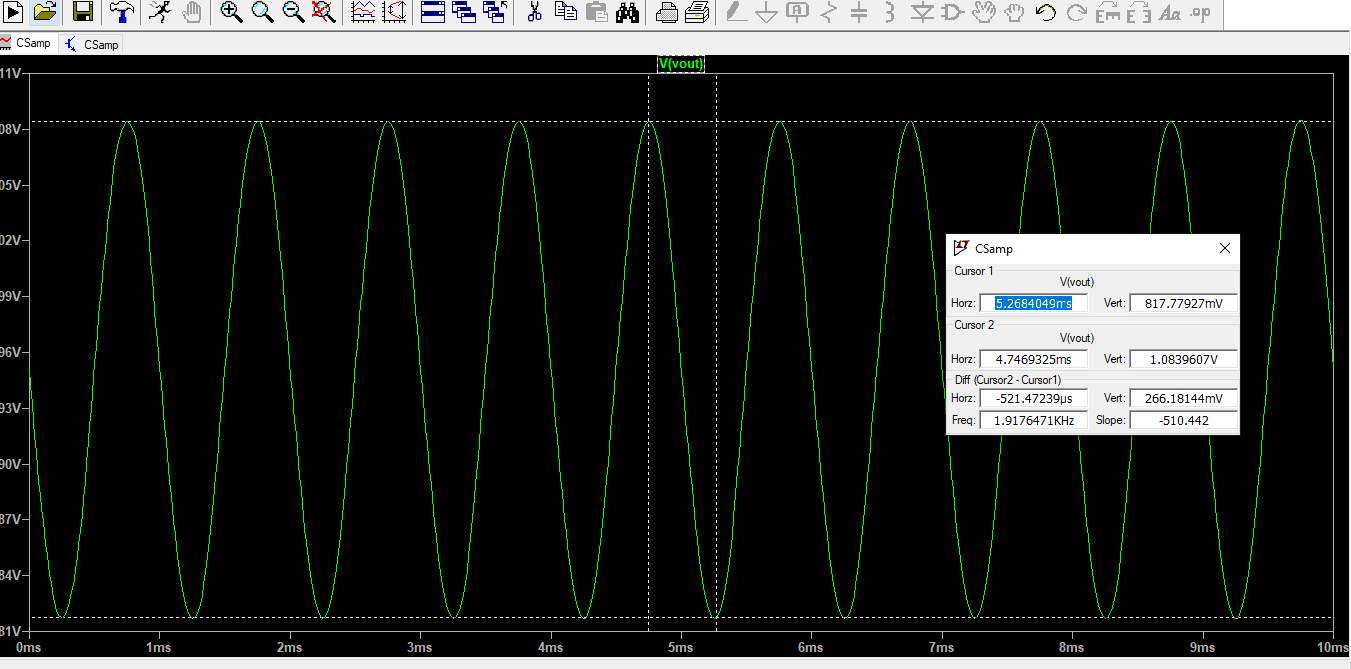 .op
CSamp
CSamp
V(vout)
11V
08V
05V
02V
99V
96V
93V
90V
87V
84V
81V
0ms 1ms 2ms 3ms 4ms 5ms 6ms 7ms 8ms 9ms 10ms
CSamp
Cursor 1
V(vout)
Horz: 5.2684049ms Vert: 817.77927mV
Cursor 2
V(vout)
Horz: 4.7469325ms Vert: 1.0839607V
Diff (Cursor2 - Cursor1)
Horz: -521.47239µs Vert: 266.18144mV
Freq: 1.9176471KHz Slope: -510.442